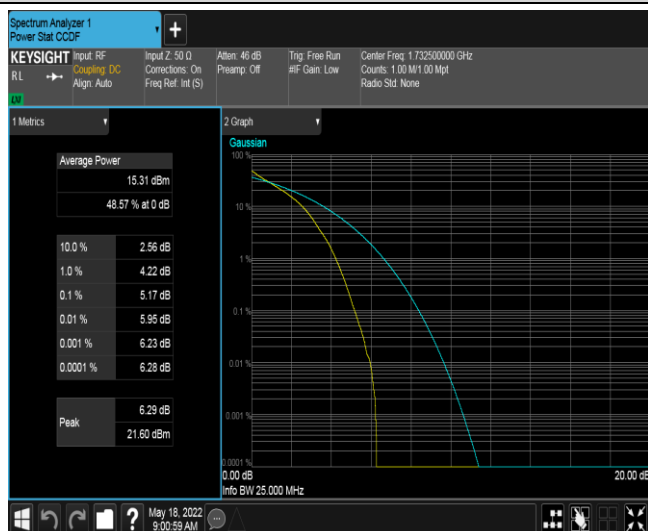 Spectrum Analyzer 1
Power Stat CCDF
KEYSIGHT
RL
LXI
Input: RF
Coupling: DC
Align: Auto
Input Z: 50 Ω
Corrections: On
Freq Ref: Int (S)
Atten: 46 dB
Preamp: Off
Trig: Free Run
#IF Gain: Low
Center Freq: 1.732500000 GHz
Counts: 1.00 M/1.00 Mpt
Radio Std: None
1 Metrics
Average Power
15.31 dBm
48.57 % at 0 dB
10.0 % 2.56 dB
1.0 % 4.22 dB
0.1 % 5.17 dB
0.01 % 5.95 dB
0.001 % 6.23 dB
0.0001 % 6.28 dB
Peak
6.29 dB
21.60 dBm
2 Graph
Gaussian
100 %
10 %
1 %
0.1 %
0.01 %
0.001 %
0.0001 %
0.00 dB
20.00 dB
Info BW 25.000 MHz
?
May 18, 2022
9:00:59 AM